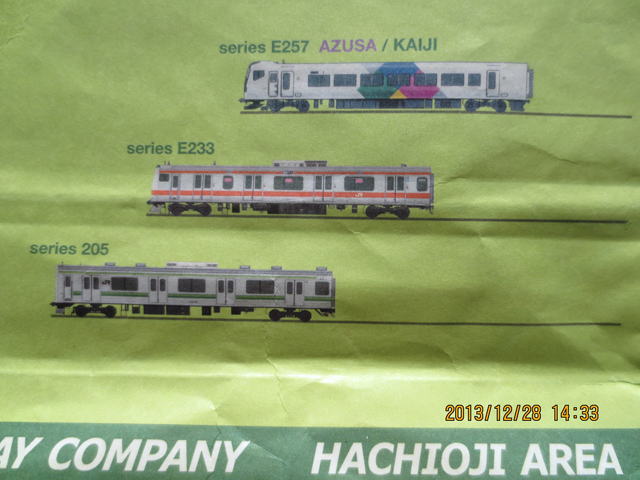 series E257 AZUSA / KAIJI
series E233
series 205
2013/12/28 14:33
AY COMPANY HACHIOJI AREA